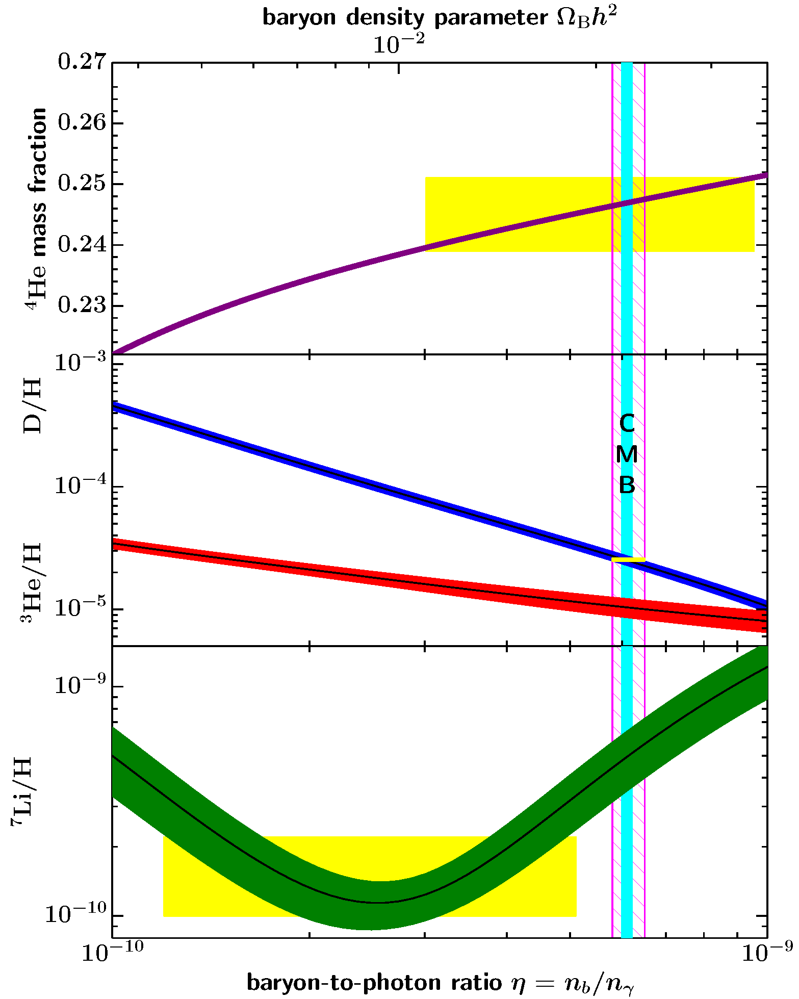 baryon density parameter Ω_B h²
10⁻²
⁴He mass fraction
0.27
0.26
0.25
0.24
0.23
D/H
10⁻³
10⁻⁴
³He/H
10⁻⁵
C
M
B
⁷Li/H
10⁻⁹
10⁻¹⁰
10⁻¹⁰
10⁻⁹
baryon-to-photon ratio η = n_b/n_γ